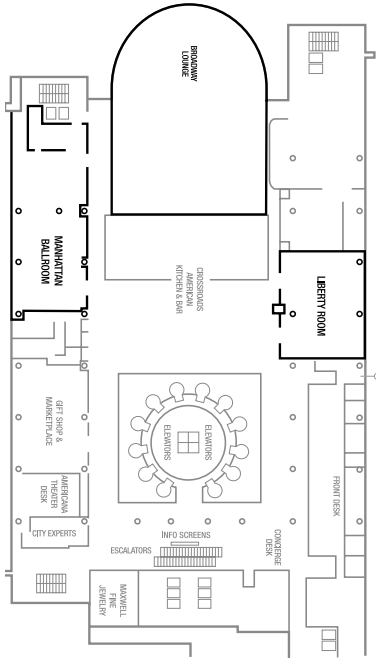 BROADWAY
LOUNGE
MANHATTAN
BALLROOM
CROSSROADS
AMERICAN
KITCHEN & BAR
LIBERTY ROOM
GIFT SHOP &
MARKETPLACE
ELEVATORS
ELEVATORS
AMERICANA
THEATER
DESK
FRONT DESK
CITY EXPERTS
INFO SCREENS
ESCALATORS
CONCIERGE
DESK
MAXWELL
FINE
JEWELRY